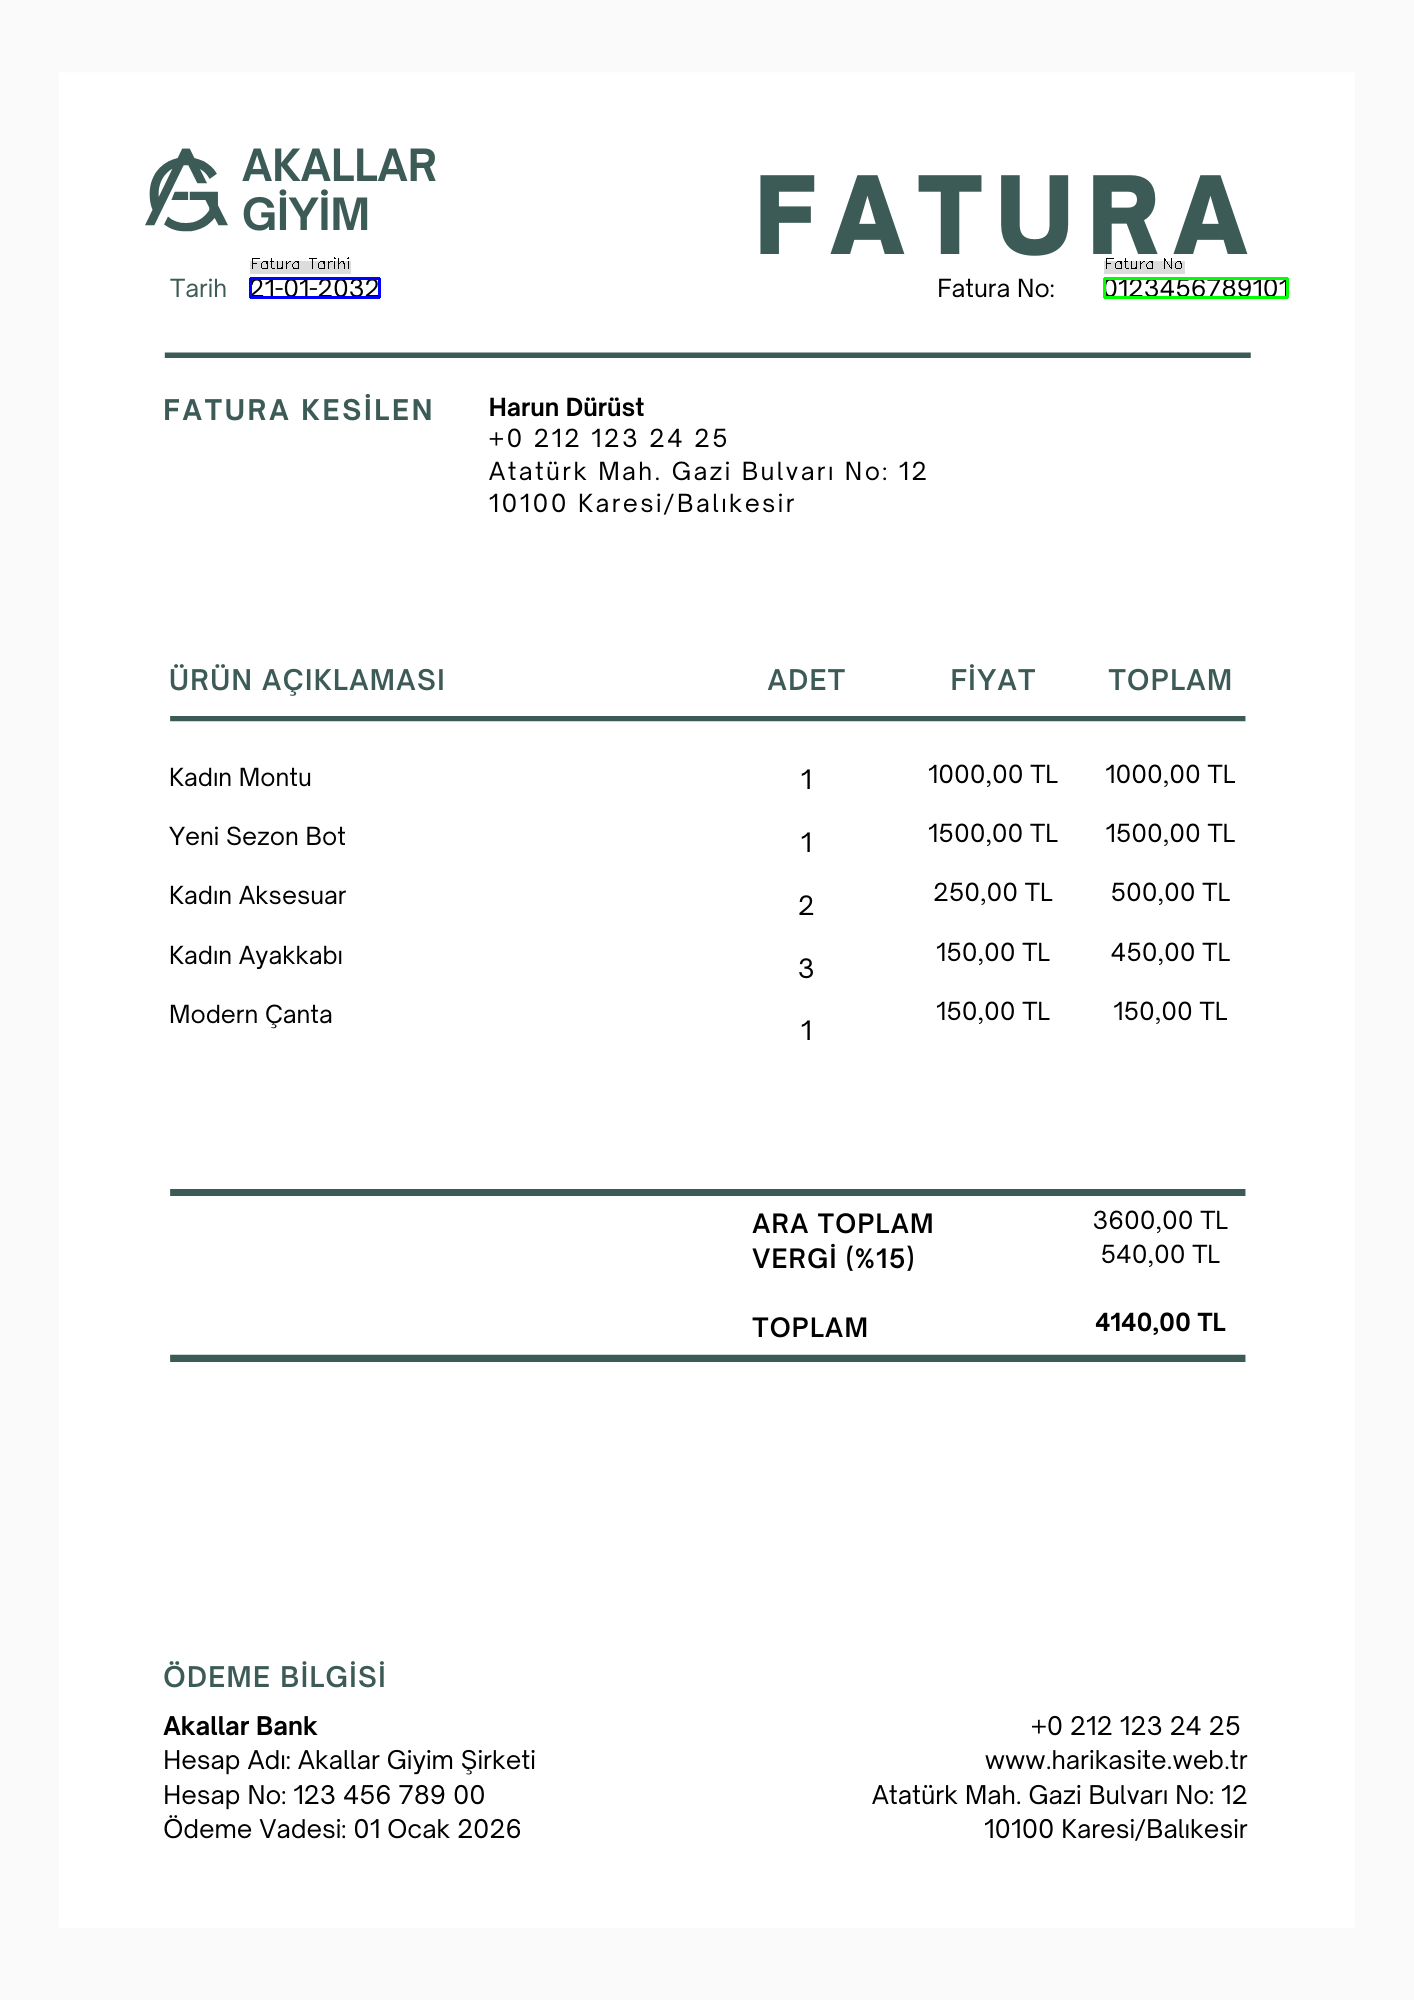 AKALLAR
GİYİM
FATURA
Fatura Tarihi
Fatura No
Tarih 21-01-2032
Fatura No: 0123456789101
FATURA KESİLEN
Harun Dürüst
+0 212 123 24 25
Atatürk Mah. Gazi Bulvarı No: 12
10100 Karesi/Balıkesir
ÜRÜN AÇIKLAMASI ADET FİYAT TOPLAM
Kadın Montu 1 1000,00 TL 1000,00 TL
Yeni Sezon Bot 1 1500,00 TL 1500,00 TL
Kadın Aksesuar 2 250,00 TL 500,00 TL
Kadın Ayakkabı 3 150,00 TL 450,00 TL
Modern Çanta 1 150,00 TL 150,00 TL
ARA TOPLAM 3600,00 TL
VERGİ (%15) 540,00 TL
TOPLAM 4140,00 TL
ÖDEME BİLGİSİ
Akallar Bank
Hesap Adı: Akallar Giyim Şirketi
Hesap No: 123 456 789 00
Ödeme Vadesi: 01 Ocak 2026
+0 212 123 24 25
www.harikasite.web.tr
Atatürk Mah. Gazi Bulvarı No: 12
10100 Karesi/Balıkesir